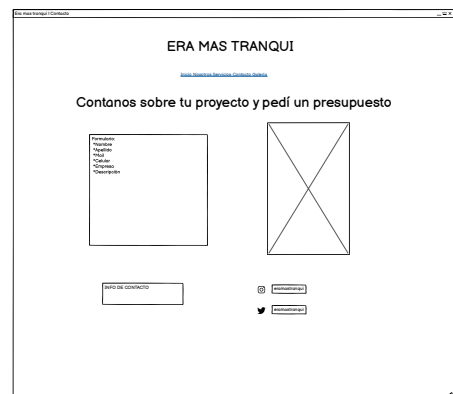 Era mas tranqui | Contacto
ERA MAS TRANQUI
Inicio Nosotros Servicios Contacto Galeria
Contanos sobre tu proyecto y pedí un presupuesto
Formulario:
*Nombre
*Apellido
*Mail
*Celular
*Empresa
*Descripción
INFO DE CONTACTO
eramastranqui
eramastranqui